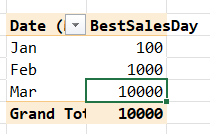 Date ( BestSalesDay
Jan 100
Feb 1000
Mar 10000
Grand Tot 10000